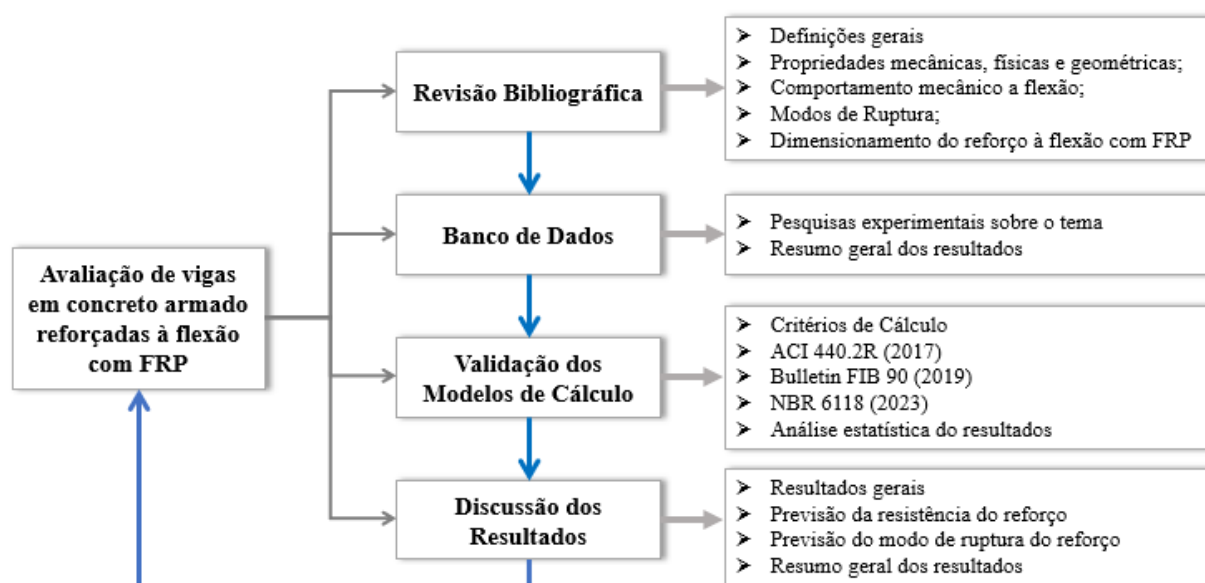 Avaliação de vigas
em concreto armado
reforçadas à flexão
com FRP
Revisão Bibliográfica
➤ Definições gerais
➤ Propriedades mecânicas, físicas e geométricas;
➤ Comportamento mecânico a flexão;
➤ Modos de Ruptura;
➤ Dimensionamento do reforço à flexão com FRP
Banco de Dados
➤ Pesquisas experimentais sobre o tema
➤ Resumo geral dos resultados
Validação dos
Modelos de Cálculo
➤ Critérios de Cálculo
➤ ACI 440.2R (2017)
➤ Bulletin FIB 90 (2019)
➤ NBR 6118 (2023)
➤ Análise estatística do resultados
Discussão dos
Resultados
➤ Resultados gerais
➤ Previsão da resistência do reforço
➤ Previsão do modo de ruptura do reforço
➤ Resumo geral dos resultados